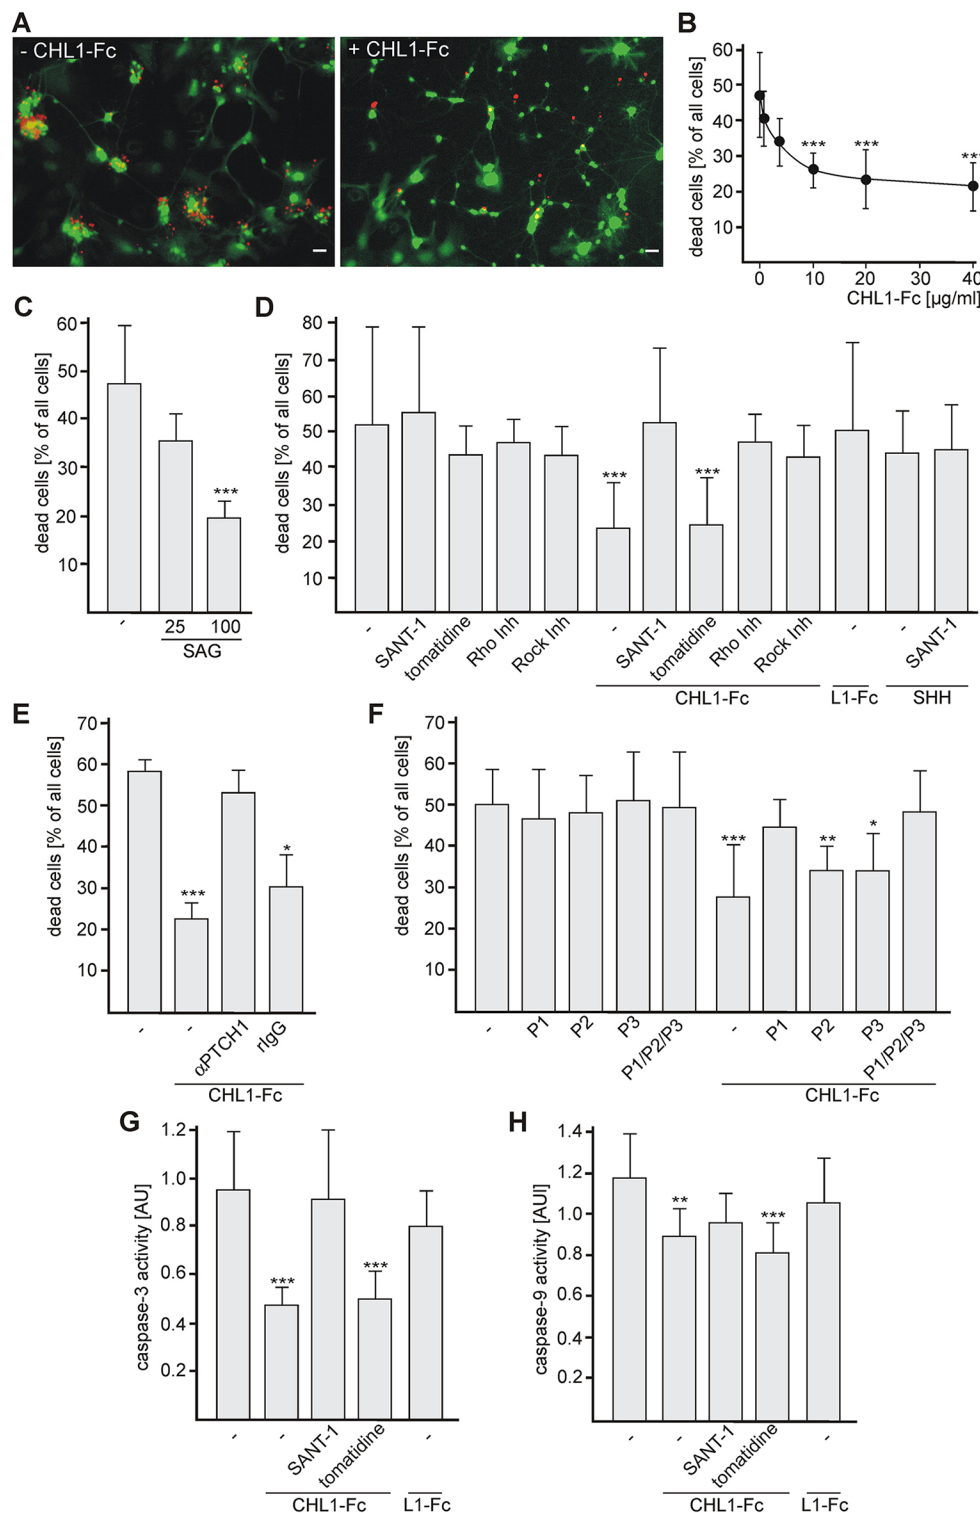 A
- CHL1-Fc
+ CHL1-Fc
B
dead cells [% of all cells]
60
50
40
30
20
10
***
***
***
0
10
20
30
40
CHL1-Fc [µg/ml]
C
dead cells [% of all cells]
60
50
40
30
20
10
***
-
25
100
SAG
D
dead cells [% of all cells]
80
70
60
50
40
30
20
10
***
***
-
SANT-1
tomatidine
Rho Inh
Rock Inh
-
SANT-1
tomatidine
Rho Inh
Rock Inh
-
-
SANT-1
CHL1-Fc
L1-Fc
SHH
E
dead cells [% of all cells]
70
60
50
40
30
20
10
***
*
-
-
αPTCH1
rIgG
CHL1-Fc
F
dead cells [% of all cells]
70
60
50
40
30
20
10
***
**
*
-
P1
P2
P3
P1/P2/P3
-
P1
P2
P3
P1/P2/P3
CHL1-Fc
G
caspase-3 activity [AU]
1.2
1.0
0.8
0.6
0.4
0.2
***
***
-
-
SANT-1
tomatidine
-
CHL1-Fc
L1-Fc
H
caspase-9 activity [AUI]
1.4
1.2
1.0
0.8
0.6
0.4
0.2
**
***
-
-
SANT-1
tomatidine
-
CHL1-Fc
L1-Fc